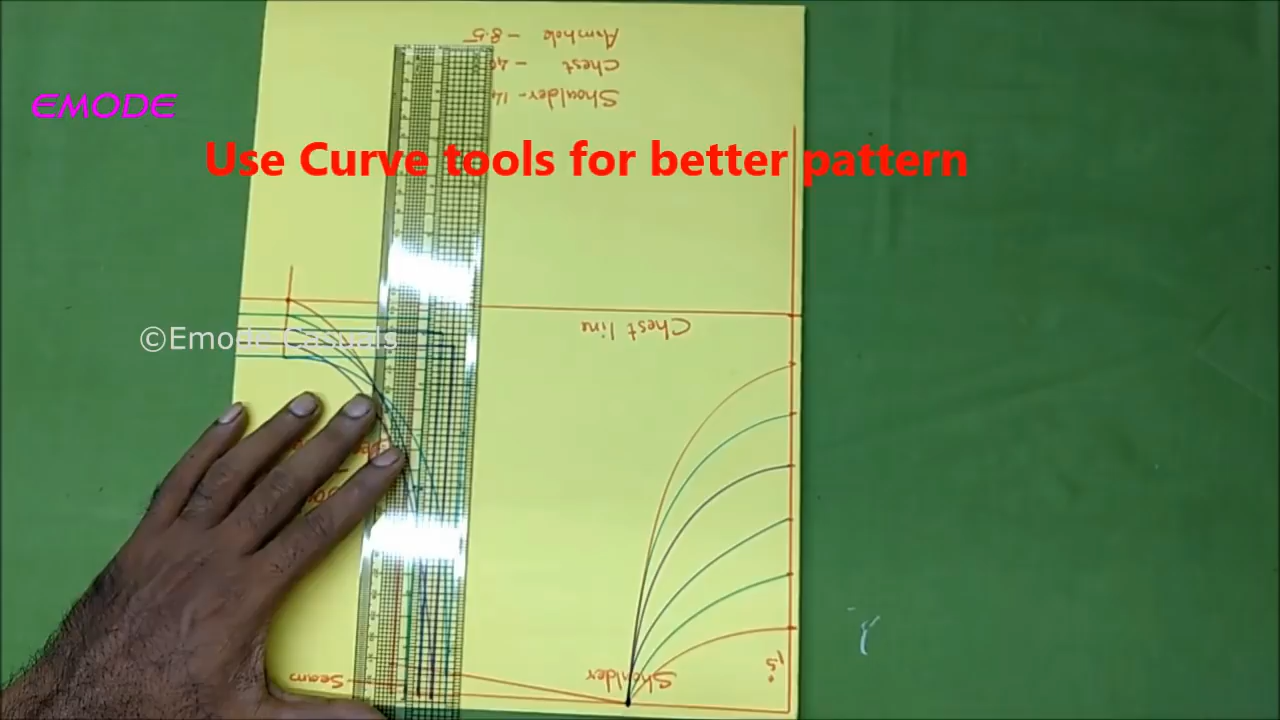 EMODE
Use Curve tools for better pattern
©Emode Casuals
Shoulder - 14
Chest - 40
Armhole - 8.5
Chest line
Shoulder
1.5
Seam